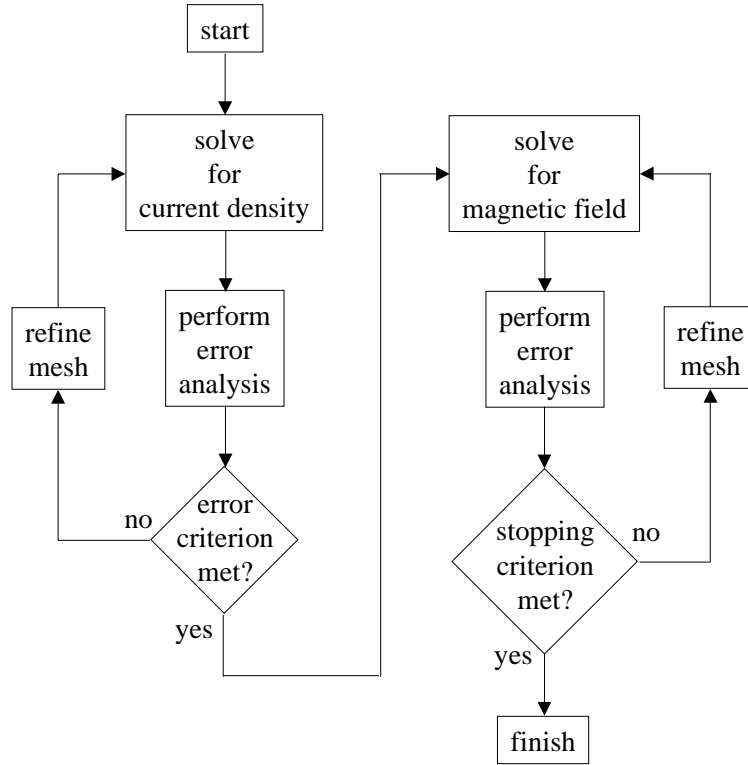 start
solve
for
current density
perform
error
analysis
refine
mesh
error
criterion
met?
no
yes
solve
for
magnetic field
perform
error
analysis
refine
mesh
stopping
criterion
met?
no
yes
finish